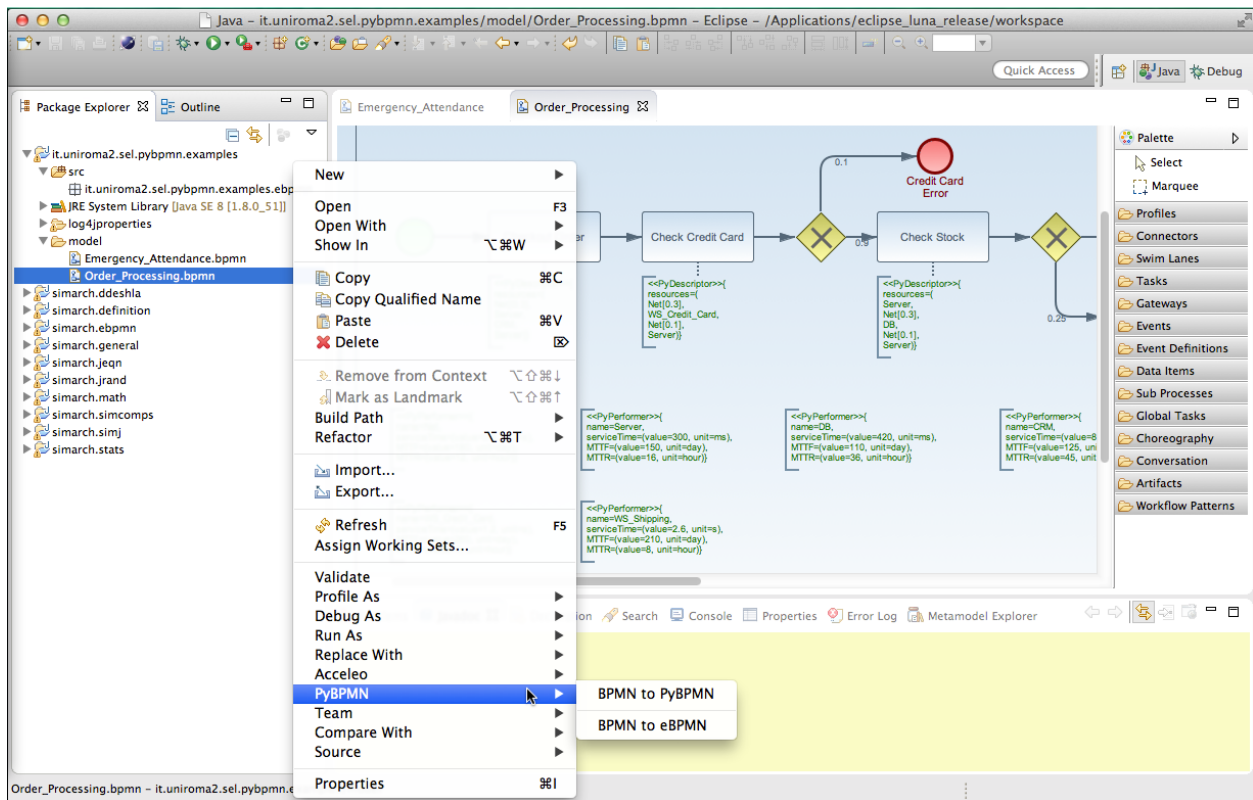 Java – it.uniroma2.sel.pybpmn.examples/model/Order_Processing.bpmn – Eclipse – /Applications/eclipse_luna_release/workspace
Quick Access
Java
Debug
Package Explorer
Outline
it.uniroma2.sel.pybpmn.examples
src
it.uniroma2.sel.pybpmn.examples.ebp
JRE System Library [Java SE 8 [1.8.0_51]]
log4jproperties
model
Emergency_Attendance.bpmn
Order_Processing.bpmn
simarch.ddeshla
simarch.definition
simarch.ebpmn
simarch.general
simarch.jeqn
simarch.jrand
simarch.math
simarch.simcomps
simarch.simj
simarch.stats
New
Open F3
Open With
Show In ⌥⌘W
Copy ⌘C
Copy Qualified Name
Paste ⌘V
Delete ⌦
Remove from Context ⌥⇧⌘↓
Mark as Landmark ⌥⇧⌘↑
Build Path
Refactor ⌥⌘T
Import...
Export...
Refresh F5
Assign Working Sets...
Validate
Profile As
Debug As
Run As
Replace With
Acceleo
PyBPMN
Team
Compare With
Source
Properties ⌘I
BPMN to PyBPMN
BPMN to eBPMN
Emergency_Attendance
Order_Processing
er
Check Credit Card
0.1
Credit Card
Error
0.9
Check Stock
0.25
<<PyDescriptor>>{
resources={
Net[0.3],
WS_Credit_Card,
Net[0.1],
Server}}
<<PyDescriptor>>{
resources={
Server,
Net[0.3],
DB,
Net[0.1],
Server}}
<<PyPerformer>>{
name=Server,
serviceTime=(value=300, unit=ms),
MTTF=(value=150, unit=day),
MTTR=(value=16, unit=hour)}
<<PyPerformer>>{
name=DB,
serviceTime=(value=420, unit=ms),
MTTF=(value=110, unit=day),
MTTR=(value=36, unit=hour)}
<<PyPerformer>>{
name=CRM,
serviceTime=(value=8
MTTF=(value=125, uni
MTTR=(value=45, unit
<<PyPerformer>>{
name=WS_Shipping,
serviceTime=(value=2.6, unit=s),
MTTF=(value=210, unit=day),
MTTR=(value=8, unit=hour)}
Palette
Select
Marquee
Profiles
Connectors
Swim Lanes
Tasks
Gateways
Events
Event Definitions
Data Items
Sub Processes
Global Tasks
Choreography
Conversation
Artifacts
Workflow Patterns
ion
Search
Console
Properties
Error Log
Metamodel Explorer
Order_Processing.bpmn – it.uniroma2.sel.pybpmn.e